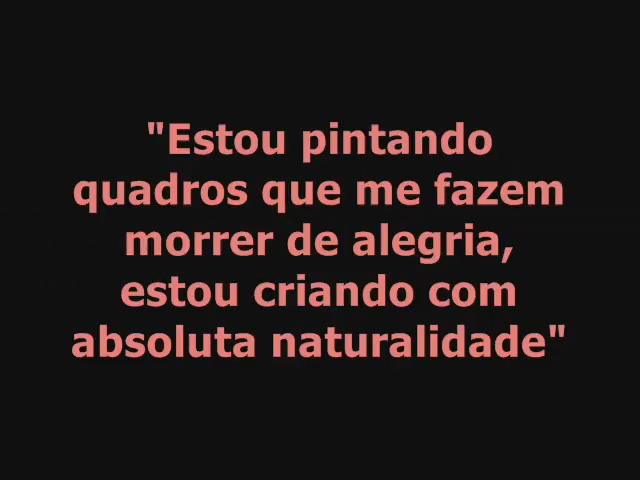 "Estou pintando
quadros que me fazem
morrer de alegria,
estou criando com
absoluta naturalidade"